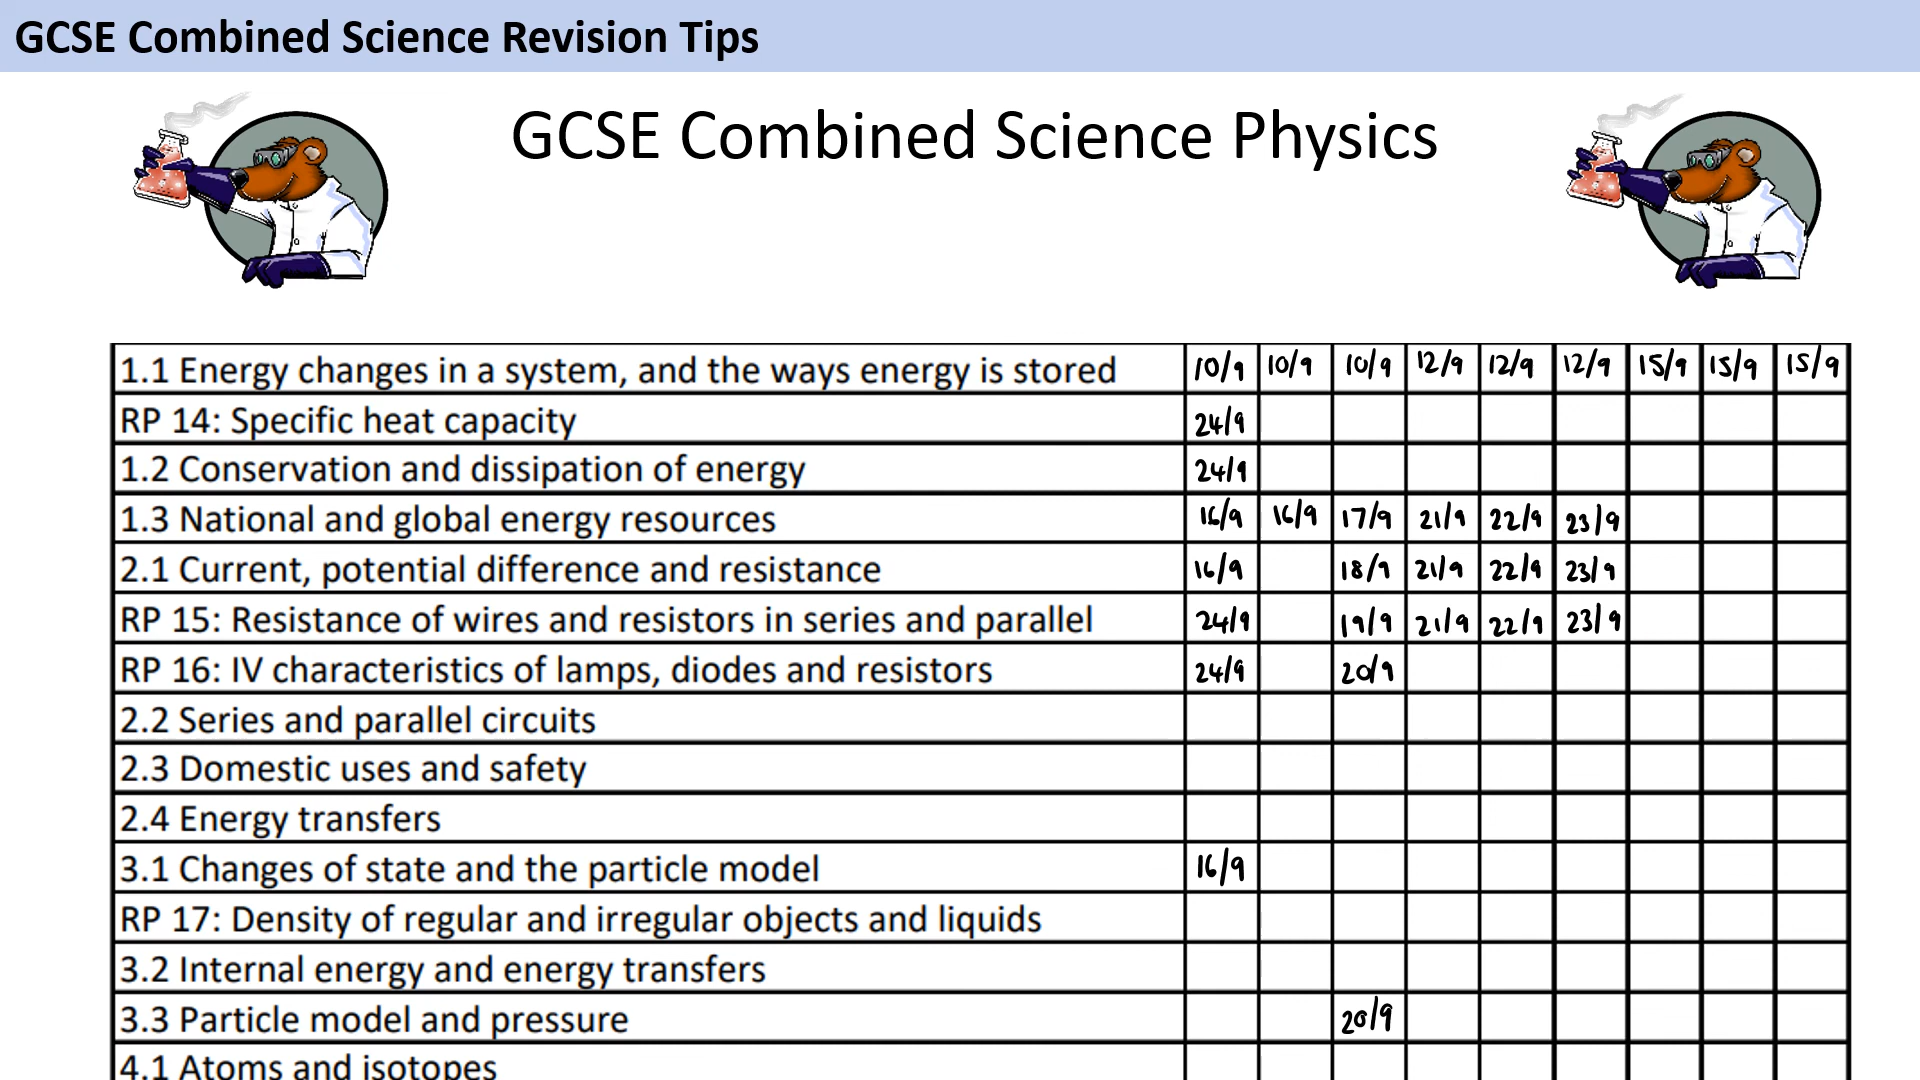 GCSE Combined Science Revision Tips
GCSE Combined Science Physics
1.1 Energy changes in a system, and the ways energy is stored 10/9 10/9 10/9 12/9 12/9 12/9 15/9 15/9 15/9
RP 14: Specific heat capacity 24/9
1.2 Conservation and dissipation of energy 24/9
1.3 National and global energy resources 16/9 16/9 17/9 21/9 22/9 23/9
2.1 Current, potential difference and resistance 16/9 18/9 21/9 22/9 23/9
RP 15: Resistance of wires and resistors in series and parallel 24/9 19/9 21/9 22/9 23/9
RP 16: IV characteristics of lamps, diodes and resistors 24/9 20/9
2.2 Series and parallel circuits
2.3 Domestic uses and safety
2.4 Energy transfers
3.1 Changes of state and the particle model 16/9
RP 17: Density of regular and irregular objects and liquids
3.2 Internal energy and energy transfers
3.3 Particle model and pressure 20/9
4.1 Atoms and isotopes